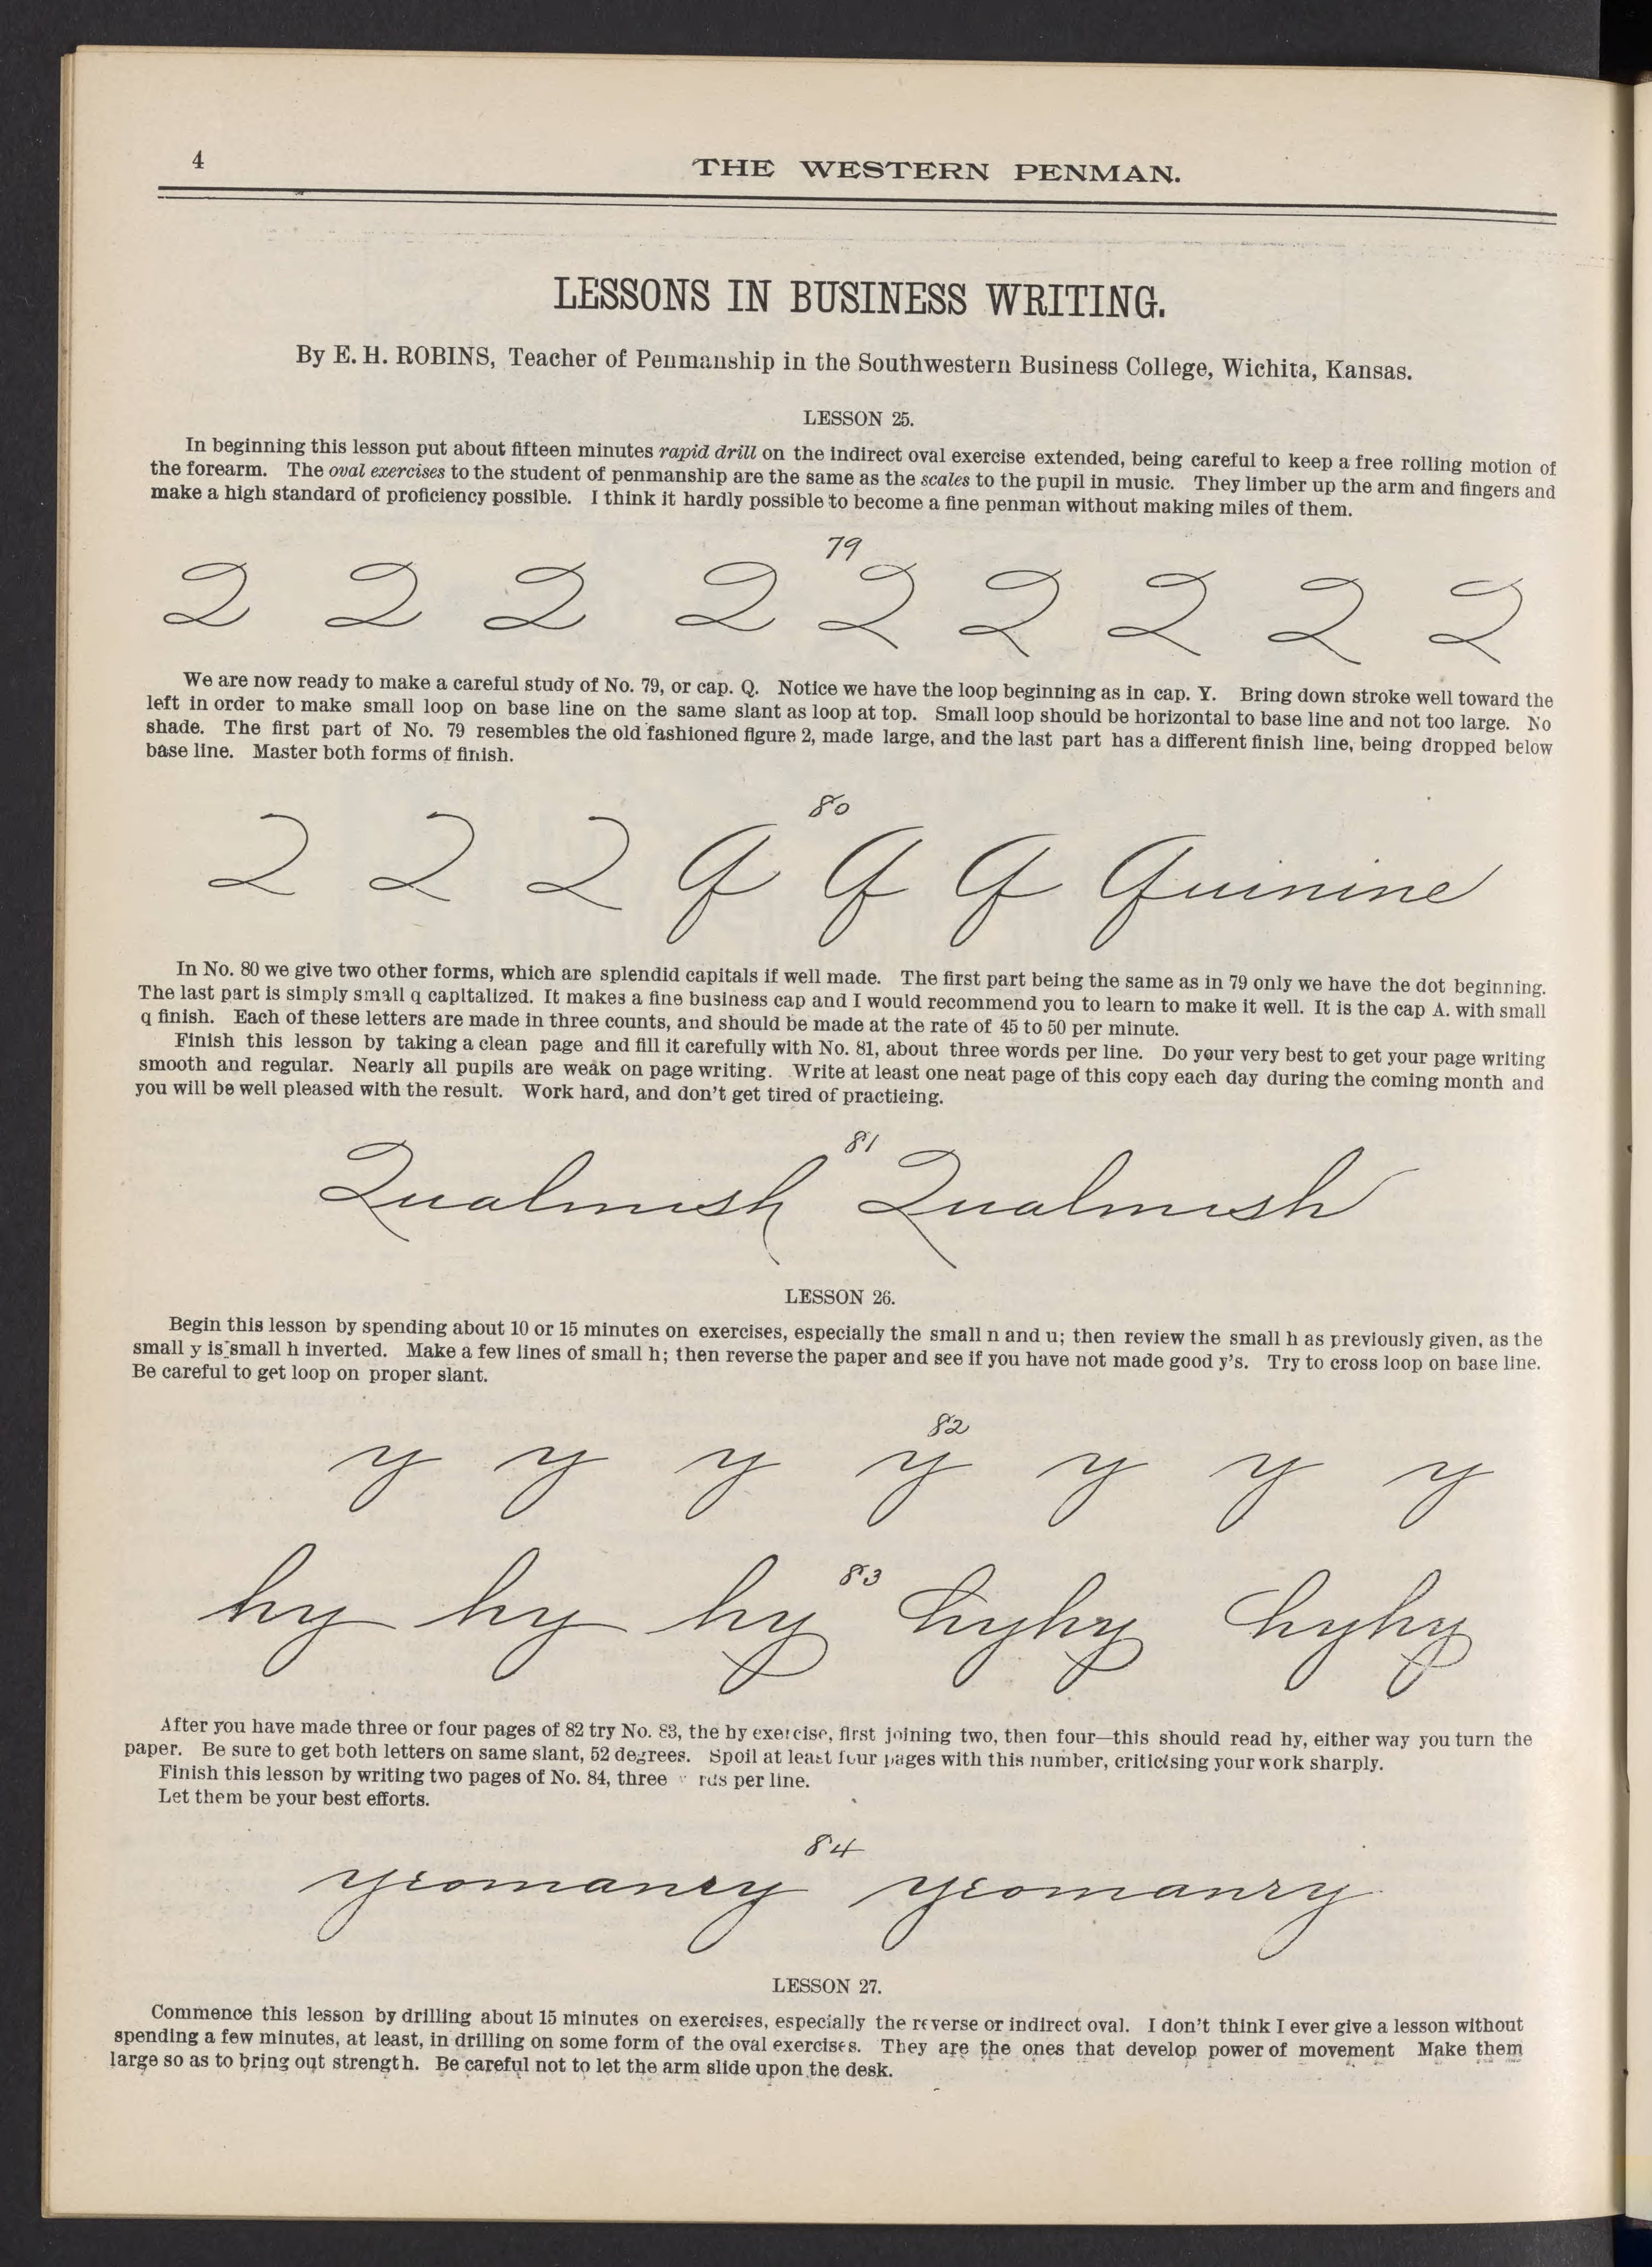 4
THE WESTERN PENMAN.
LESSONS IN BUSINESS WRITING.
By E. H. ROBINS, Teacher of Penmanship in the Southwestern Business College, Wichita, Kansas.
LESSON 25.
In beginning this lesson put about fifteen minutes rapid drill on the indirect oval exercise extended, being careful to keep a free rolling motion of
the forearm. The oval exercises to the student of penmanship are the same as the scales to the pupil in music. They limber up the arm and fingers and
make a high standard of proficiency possible. I think it hardly possible to become a fine penman without making miles of them.
79
Q Q Q Q Q Q Q Q Q
We are now ready to make a careful study of No. 79, or cap. Q. Notice we have the loop beginning as in cap. Y. Bring down stroke well toward the
left in order to make small loop on base line on the same slant as loop at top. Small loop should be horizontal to base line and not too large. No
shade. The first part of No. 79 resembles the old fashioned figure 2, made large, and the last part has a different finish line, being dropped below
base line. Master both forms of finish.
80
Q Q Q Q Q Q Quinine
In No. 80 we give two other forms, which are splendid capitals if well made. The first part being the same as in 79 only we have the dot beginning.
The last part is simply small q capitalized. It makes a fine business cap and I would recommend you to learn to make it well. It is the cap A. with small
q finish. Each of these letters are made in three counts, and should be made at the rate of 45 to 50 per minute.
Finish this lesson by taking a clean page and fill it carefully with No. 81, about three words per line. Do your very best to get your page writing
smooth and regular. Nearly all pupils are weak on page writing. Write at least one neat page of this copy each day during the coming month and
you will be well pleased with the result. Work hard, and don't get tired of practicing.
81
Qualmish Qualmish
LESSON 26.
Begin this lesson by spending about 10 or 15 minutes on exercises, especially the small n and u; then review the small h as previously given, as the
small y is small h inverted. Make a few lines of small h; then reverse the paper and see if you have not made good y's. Try to cross loop on base line.
Be careful to get loop on proper slant.
82
y y y y y y y
83
hy hy hy hyhy hyhy
After you have made three or four pages of 82 try No. 83, the hy exercise, first joining two, then four—this should read hy, either way you turn the
paper. Be sure to get both letters on same slant, 52 degrees. Spoil at least four pages with this number, criticising your work sharply.
Finish this lesson by writing two pages of No. 84, three rds per line.
Let them be your best efforts.
84
yeomanry yeomanry
LESSON 27.
Commence this lesson by drilling about 15 minutes on exercises, especially the reverse or indirect oval. I don't think I ever give a lesson without
spending a few minutes, at least, in drilling on some form of the oval exercises. They are the ones that develop power of movement Make them
large so as to bring out strength. Be careful not to let the arm slide upon the desk.